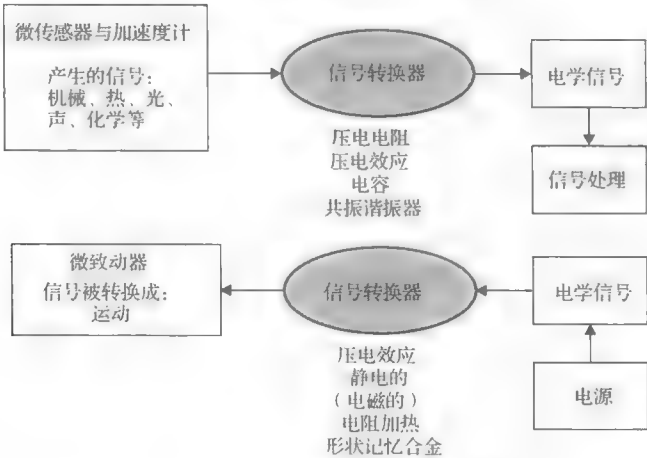 微传感器与加速度计
产生的信号：
机械、热、光、
声、化学等
信号转换器
电学信号
压电电阻
压电效应
电容
共振谐振器
信号处理
微致动器
信号被转换成：
运动
信号转换器
电学信号
压电效应
静电的
（电磁的）
电阻加热
形状记忆合金
电源